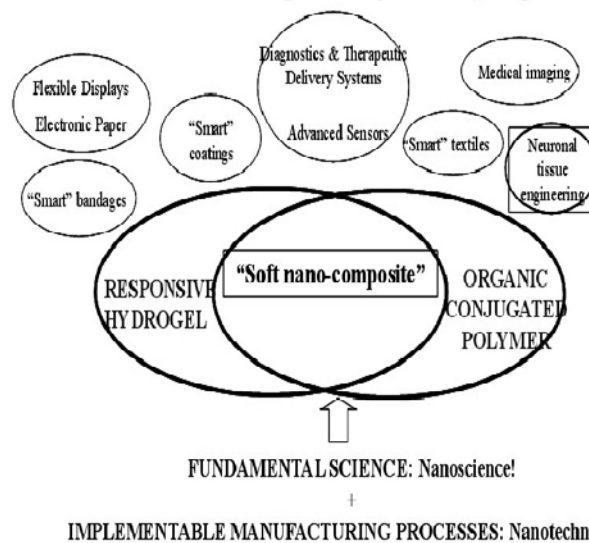 Diagnostics & Therapeutic
Delivery Systems
Advanced Sensors
Medical imaging
Flexible Displays
Electronic Paper
“Smart”
coatings
“Smart” textiles
Neuronal
tissue
engineering
“Smart” bandages
“Soft nano-composite”
RESPONSIVE
HYDROGEL
ORGANIC
CONJUGATED
POLYMER
FUNDAMENTAL SCIENCE: Nanoscience!
+
IMPLEMENTABLE MANUFACTURING PROCESSES: Nanotechn